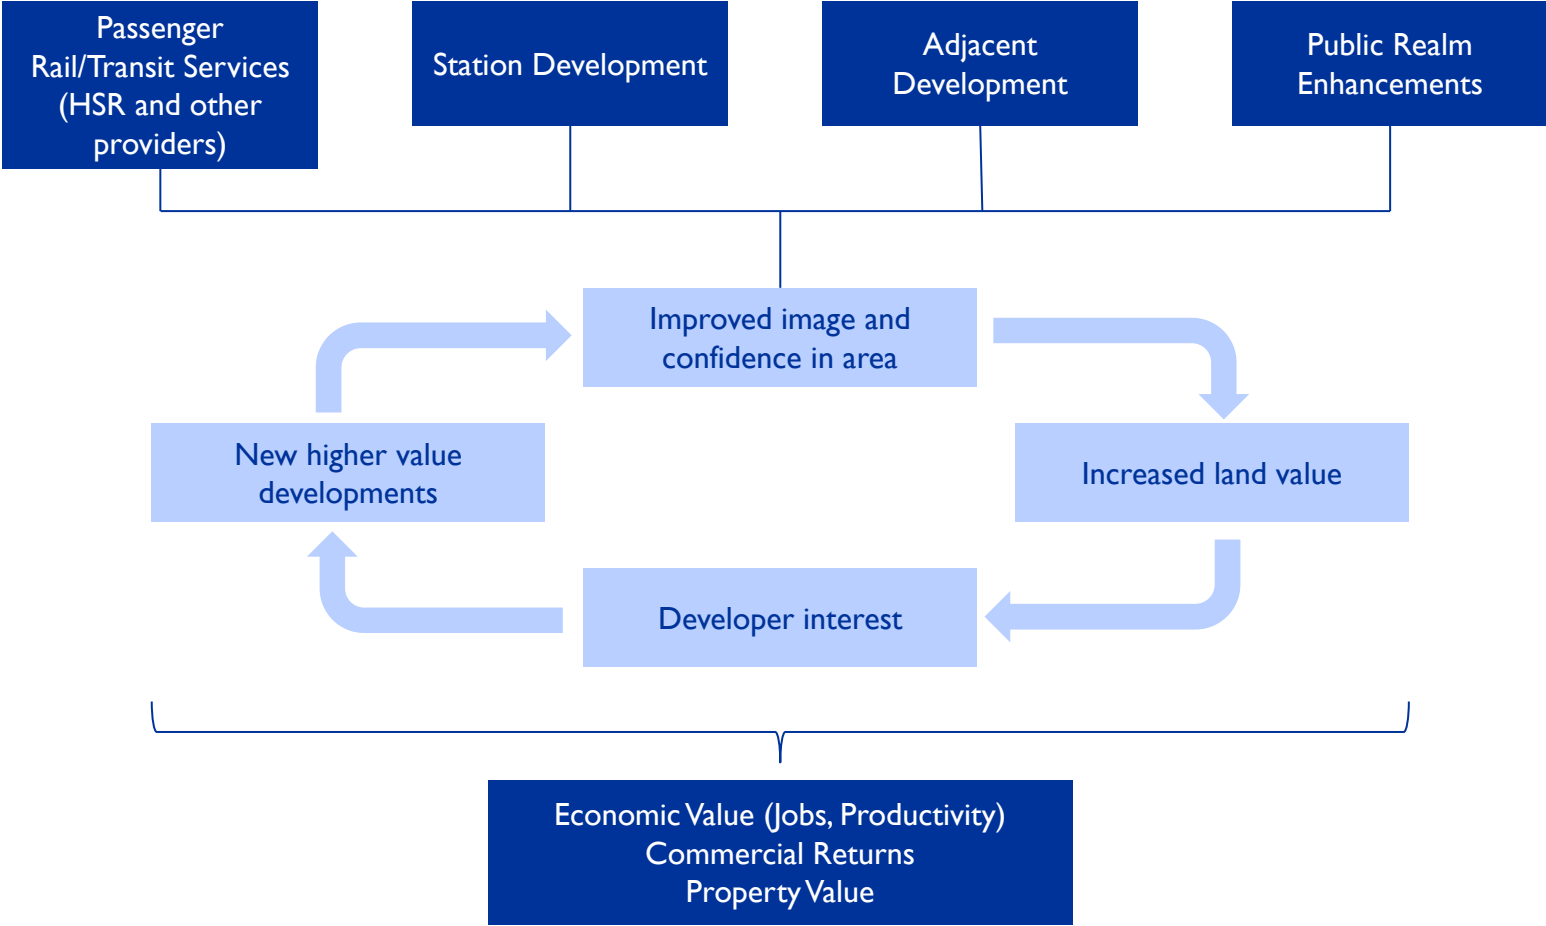 Passenger
Rail/Transit Services
(HSR and other
providers)
Station Development
Adjacent
Development
Public Realm
Enhancements
Improved image and
confidence in area
New higher value
developments
Increased land value
Developer interest
Economic Value (Jobs, Productivity)
Commercial Returns
Property Value